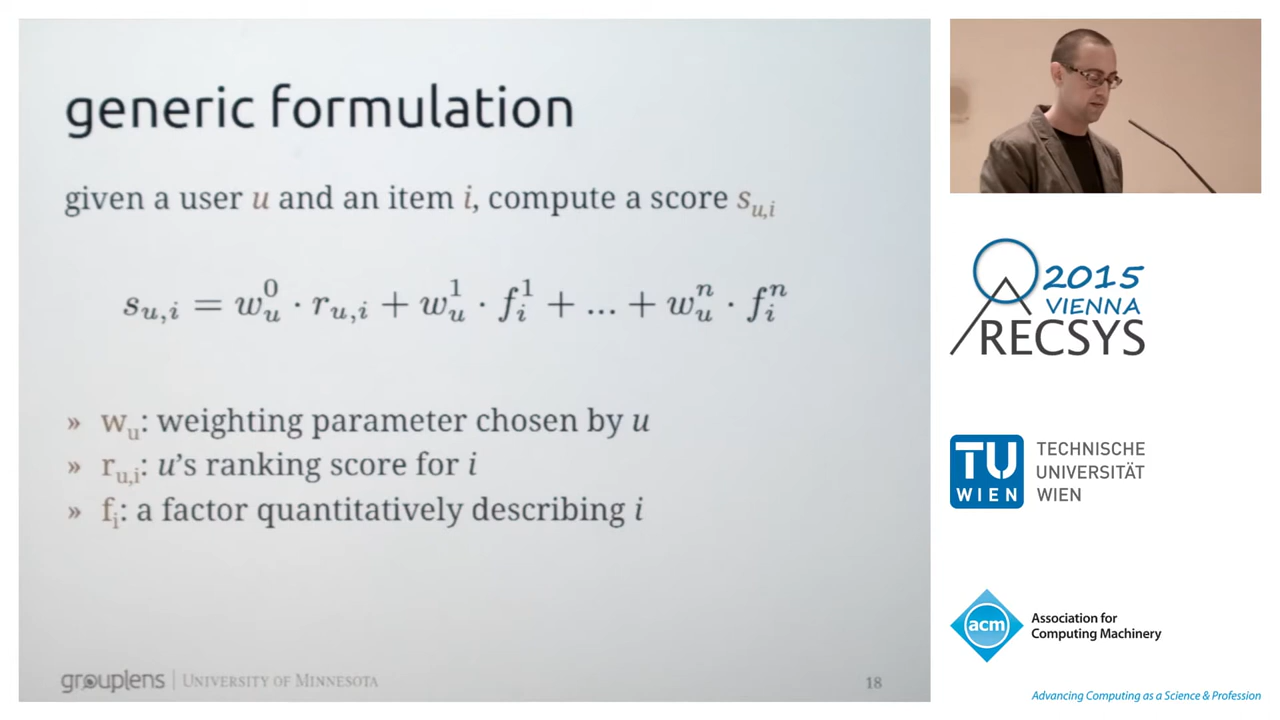 generic formulation
given a user u and an item i, compute a score s_{u,i}
s_{u,i} = w_u^0 · r_{u,i} + w_u^1 · f_i^1 + ... + w_u^n · f_i^n
» w_u: weighting parameter chosen by u
» r_{u,i}: u's ranking score for i
» f_i: a factor quantitatively describing i
grouplens | UNIVERSITY OF MINNESOTA
18
2015
VIENNA
RECSYS
TU
WIEN
TECHNISCHE
UNIVERSITÄT
WIEN
acm
Association for
Computing Machinery
Advancing Computing as a Science & Profession